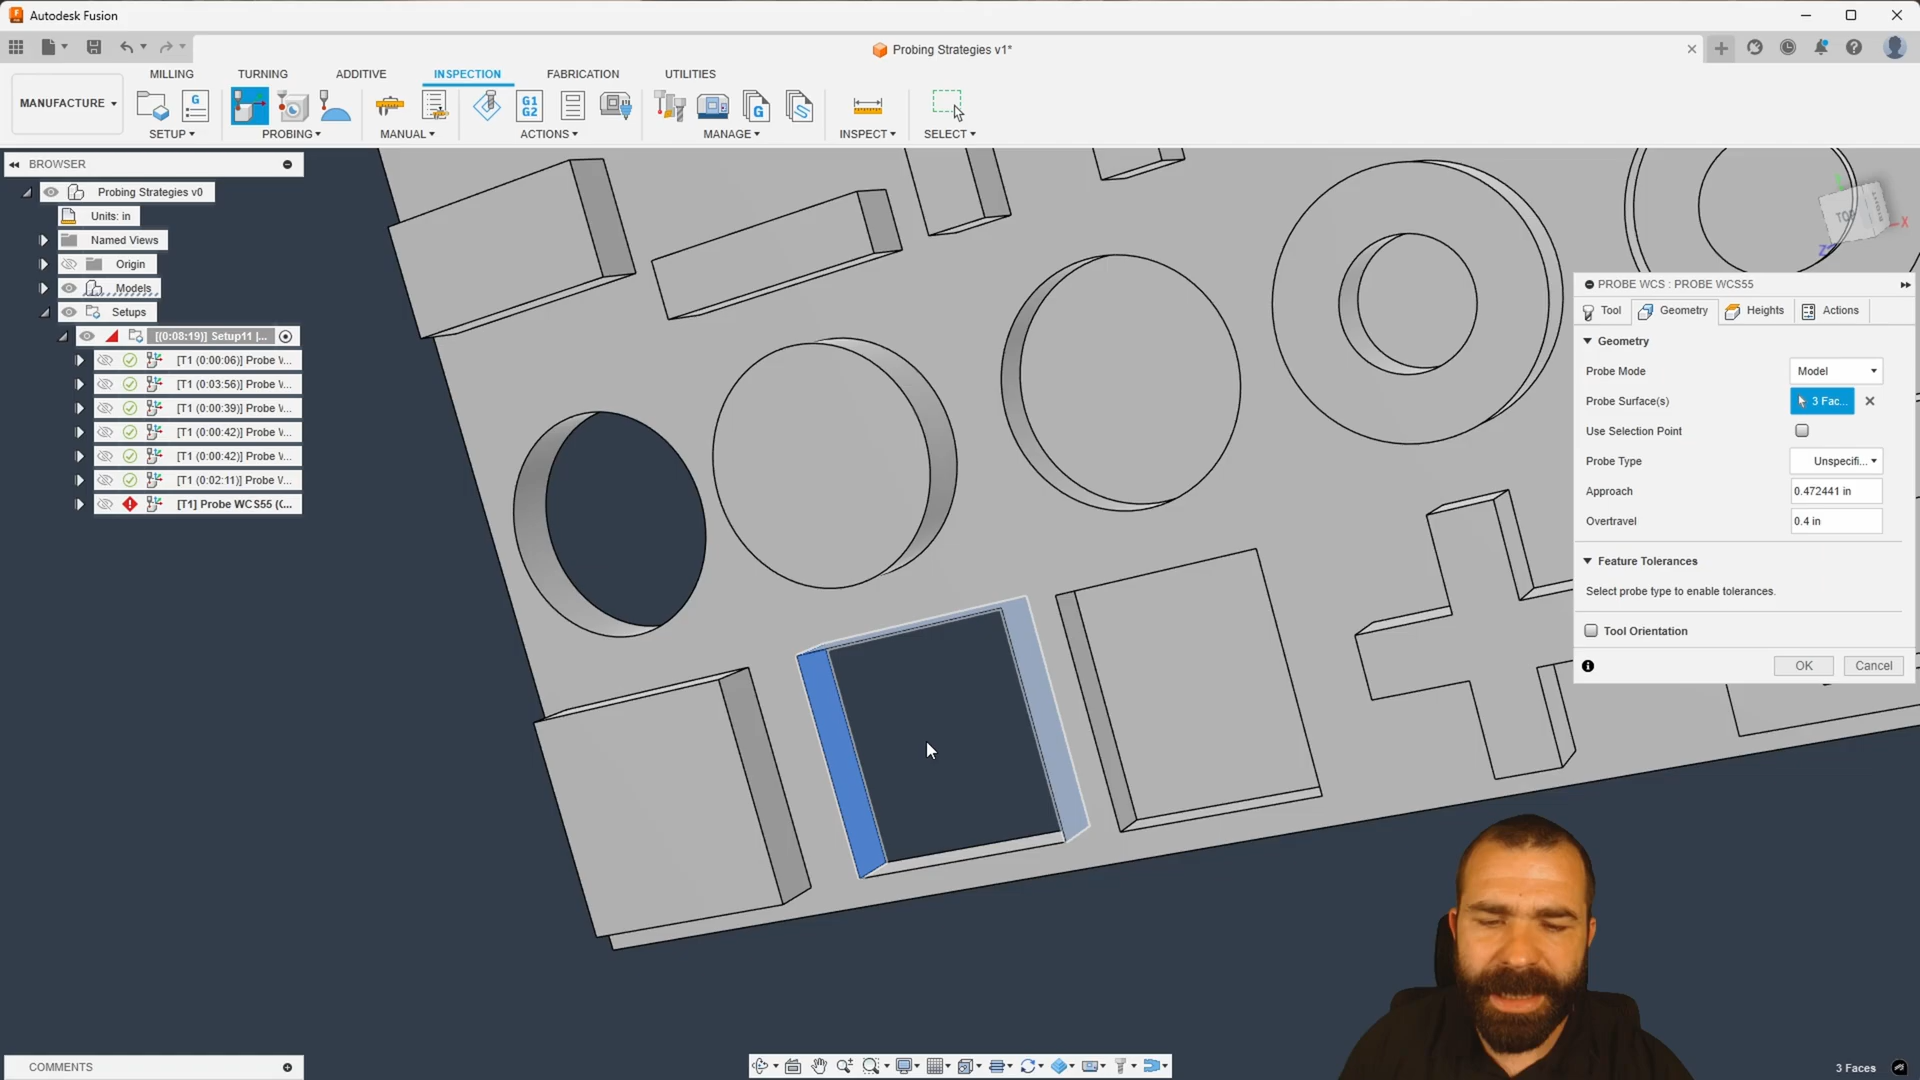 Autodesk Fusion
Probing Strategies v1*
MILLING TURNING ADDITIVE INSPECTION FABRICATION UTILITIES
MANUFACTURE
G
G1
G2
G
SETUP PROBING MANUAL ACTIONS MANAGE INSPECT SELECT
BROWSER
Probing Strategies v0
Units: in
Named Views
Origin
Models
Setups
[(0:08:19)] Setup11 |...
[T1 (0:00:06)] Probe V...
[T1 (0:03:56)] Probe V...
[T1 (0:00:39)] Probe V...
[T1 (0:00:42)] Probe V...
[T1 (0:00:42)] Probe V...
[T1 (0:02:11)] Probe V...
[T1] Probe WCS55 (C...
TOP
X
Z
PROBE WCS : PROBE WCS55
Tool Geometry Heights Actions
Geometry
Probe Mode Model
Probe Surface(s) 3 Fac...
Use Selection Point
Probe Type Unspecifi...
Approach 0.472441 in
Overtravel 0.4 in
Feature Tolerances
Select probe type to enable tolerances.
Tool Orientation
OK Cancel
COMMENTS
3 Faces